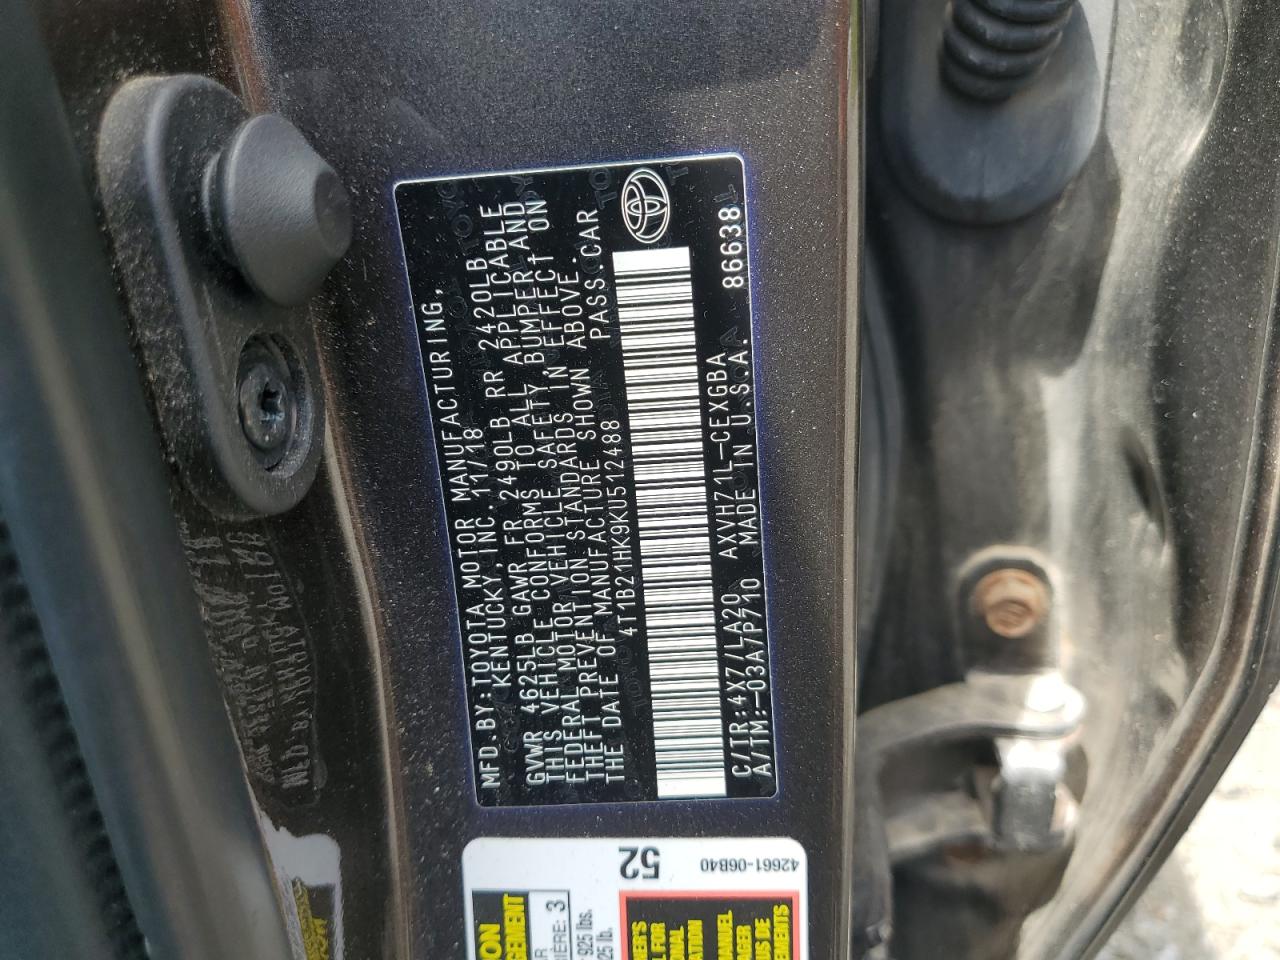 MFD.BY:TOYOTA MOTOR MANUFACTURING,
KENTUCKY,INC. 11/18
GVWR 4625LB GAWR FR 2490LB RR 2420LB
THIS VEHICLE CONFORMS TO ALL APPLICABLE
FEDERAL MOTOR VEHICLE SAFETY,BUMPER,AND
THEFT PREVENTION STANDARDS IN EFFECT ON
THE DATE OF MANUFACTURE SHOWN ABOVE.
4T1B21HK9KU512488 PASS.CAR
C/TR:4X7/LA20 AXVH71L-CEXGBA 86638
A/TM:-03A/P710 MADE IN U.S.A.
52
42661-06B40